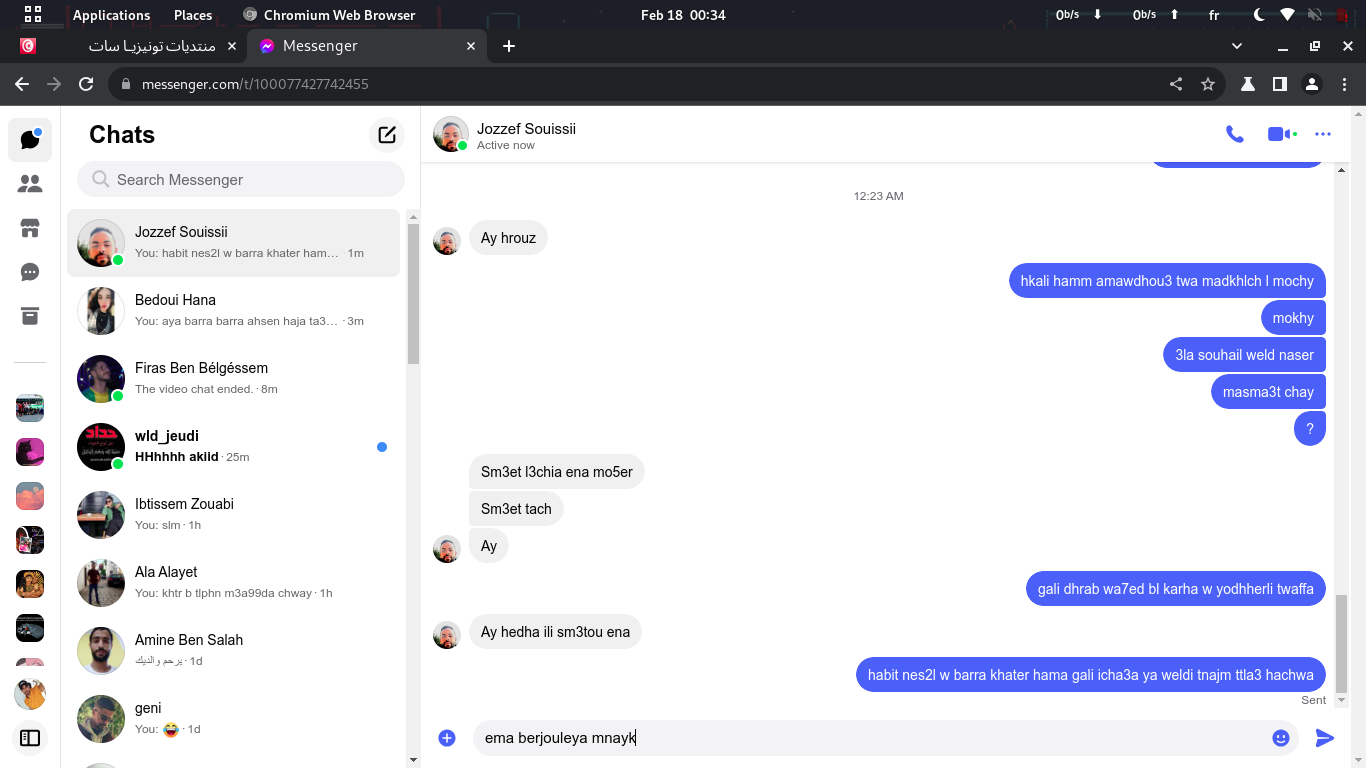 Applications Places Chromium Web Browser Feb 18 00:34 0b/s 0b/s fr
منتديات تونيزيا سات
Messenger
messenger.com/t/100077427742455
Chats
Search Messenger
Jozzef Souissii
You: habit nes2l w barra khater ham… 1m
Bedoui Hana
You: aya barra barra ahsen haja ta3… · 3m
Firas Ben Bélgéssem
The video chat ended. · 8m
wld_jeudi
HHhhhh akiid · 25m
Ibtissem Zouabi
You: slm · 1h
Ala Alayet
You: khtr b tlphn m3a99da chway · 1h
Amine Ben Salah
يرحم والديك · 1d
geni
You: 😂 · 1d
Jozzef Souissii
Active now
12:23 AM
Ay hrouz
hkali hamm amawdhou3 twa madkhlch l mochy
mokhy
3la souhail weld naser
masma3t chay
?
Sm3et l3chia ena mo5er
Sm3et tach
Ay
gali dhrab wa7ed bl karha w yodhherli twaffa
Ay hedha ili sm3tou ena
habit nes2l w barra khater hama gali icha3a ya weldi tnajm ttla3 hachwa
Sent
ema berjouleya mnayk